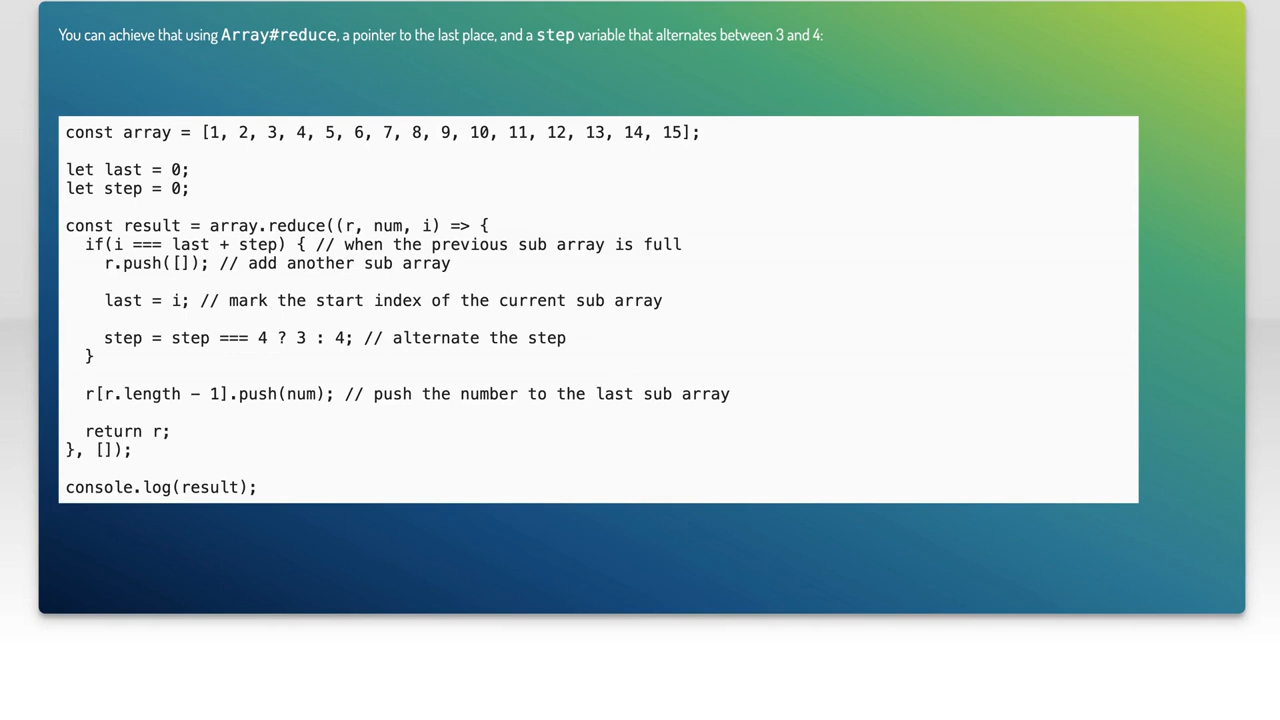 You can achieve that using Array#reduce, a pointer to the last place, and a step variable that alternates between 3 and 4:
const array = [1, 2, 3, 4, 5, 6, 7, 8, 9, 10, 11, 12, 13, 14, 15];
let last = 0;
let step = 0;
const result = array.reduce((r, num, i) => {
  if(i === last + step) { // when the previous sub array is full
    r.push([]); // add another sub array
    last = i; // mark the start index of the current sub array
    step = step === 4 ? 3 : 4; // alternate the step
  }
  r[r.length - 1].push(num); // push the number to the last sub array
  return r;
}, []);
console.log(result);